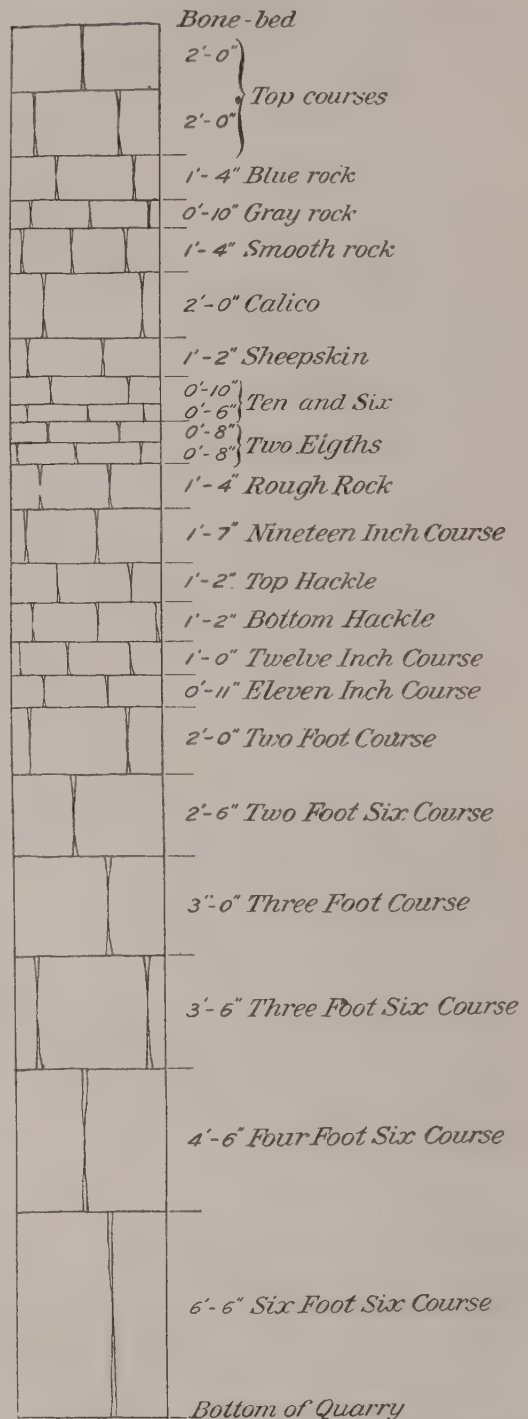 Bone-bed
2'-0"
Top courses
2'-0"
1'-4" Blue rock
0'-10" Gray rock
1'-4" Smooth rock
2'-0" Calico
1'-2" Sheepskin
0'-10"
Ten and Six
0'-6"
0'-8"
Two Eigths
0'-8"
1'-4" Rough Rock
1'-7" Nineteen Inch Course
1'-2" Top Hackle
1'-2" Bottom Hackle
1'-0" Twelve Inch Course
0'-11" Eleven Inch Course
2'-0" Two Foot Course
2'-6" Two Foot Six Course
3"-0" Three Foot Course
3'-6" Three Foot Six Course
4'-6" Four Foot Six Course
6'-6" Six Foot Six Course
Bottom of Quarry